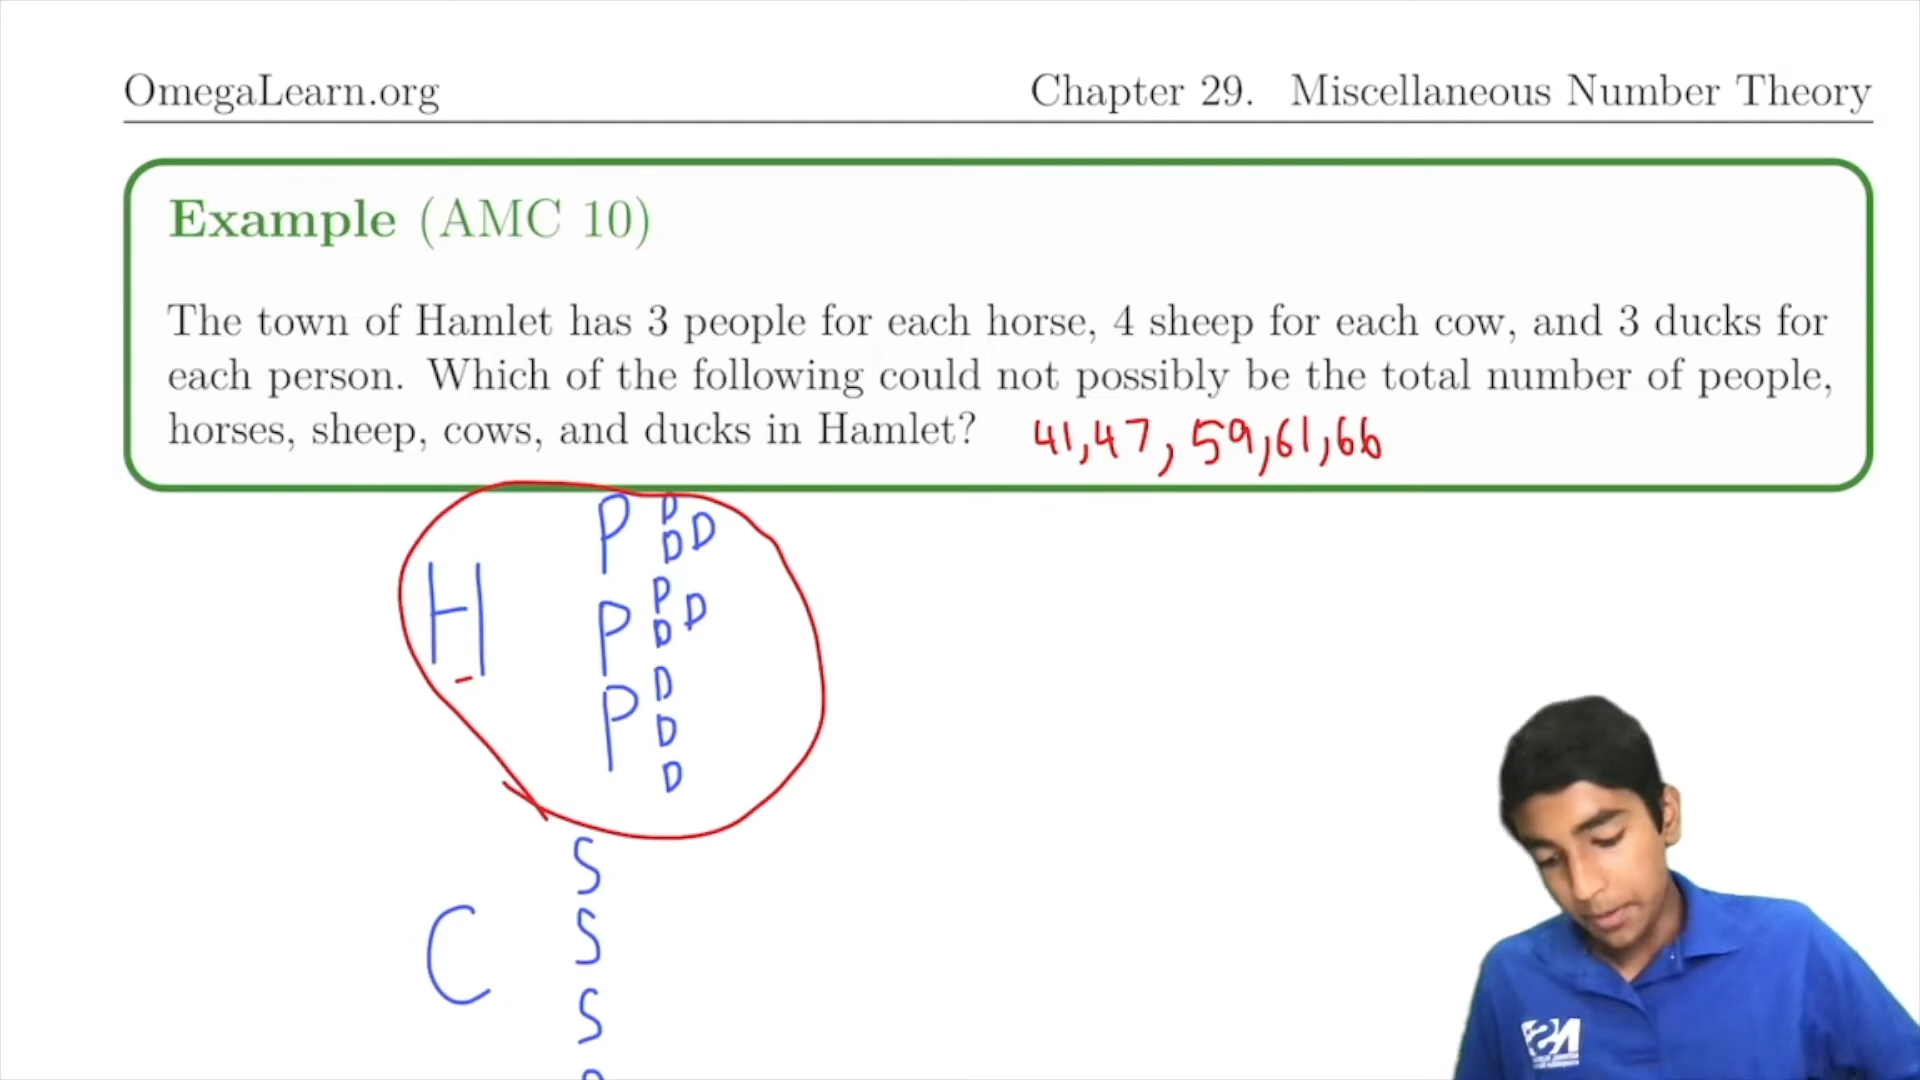 OmegaLearn.org Chapter 29. Miscellaneous Number Theory
Example (AMC 10)
The town of Hamlet has 3 people for each horse, 4 sheep for each cow, and 3 ducks for
each person. Which of the following could not possibly be the total number of people,
horses, sheep, cows, and ducks in Hamlet? 41,47, 59,61,66
P D
D D
H P D D
D
P D
D
D
S
C S
S